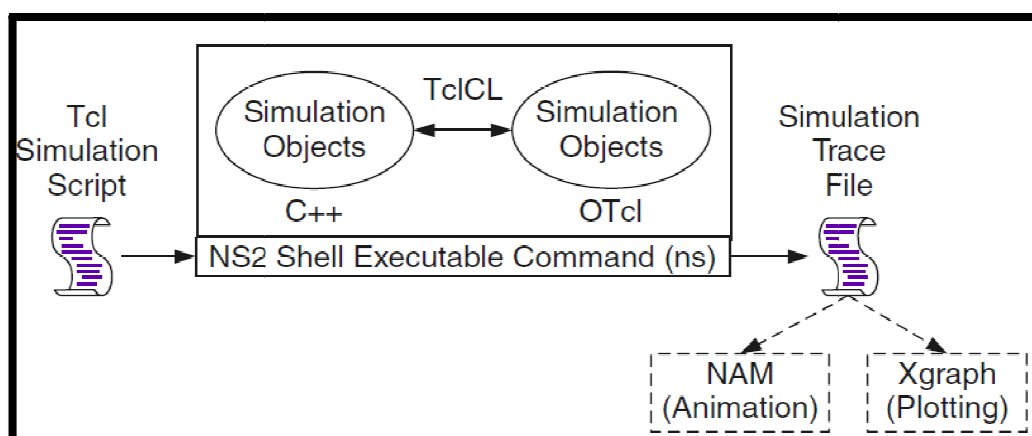 Tcl
Simulation
Script
TclCL
Simulation
Objects
C++
Simulation
Objects
OTcl
NS2 Shell Executable Command (ns)
Simulation
Trace
File
NAM
(Animation)
Xgraph
(Plotting)